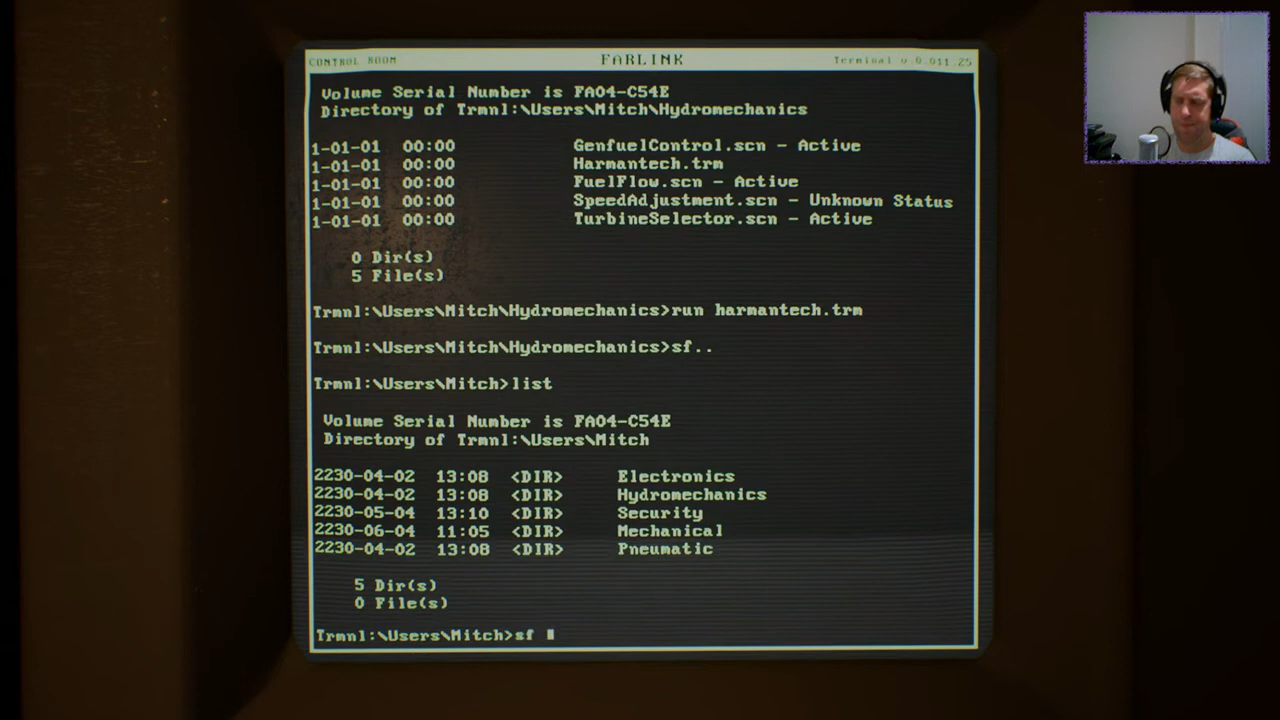 CONTROL ROOM FARLINK Terminal v.0.011.25
Volume Serial Number is FA04-C54E
Directory of Trmnl:\Users\Mitch\Hydromechanics
1-01-01 00:00 GenfuelControl.scn - Active
1-01-01 00:00 Harmantech.trm
1-01-01 00:00 FuelFlow.scn - Active
1-01-01 00:00 SpeedAdjustment.scn - Unknown Status
1-01-01 00:00 TurbineSelector.scn - Active
0 Dir(s)
5 File(s)
Trmnl:\Users\Mitch\Hydromechanics>run harmantech.trm
Trmnl:\Users\Mitch\Hydromechanics>sf..
Trmnl:\Users\Mitch>list
Volume Serial Number is FA04-C54E
Directory of Trmnl:\Users\Mitch
2230-04-02 13:08 <DIR> Electronics
2230-04-02 13:08 <DIR> Hydromechanics
2230-05-04 13:10 <DIR> Security
2230-06-04 11:05 <DIR> Mechanical
2230-04-02 13:08 <DIR> Pneumatic
5 Dir(s)
0 File(s)
Trmnl:\Users\Mitch>sf